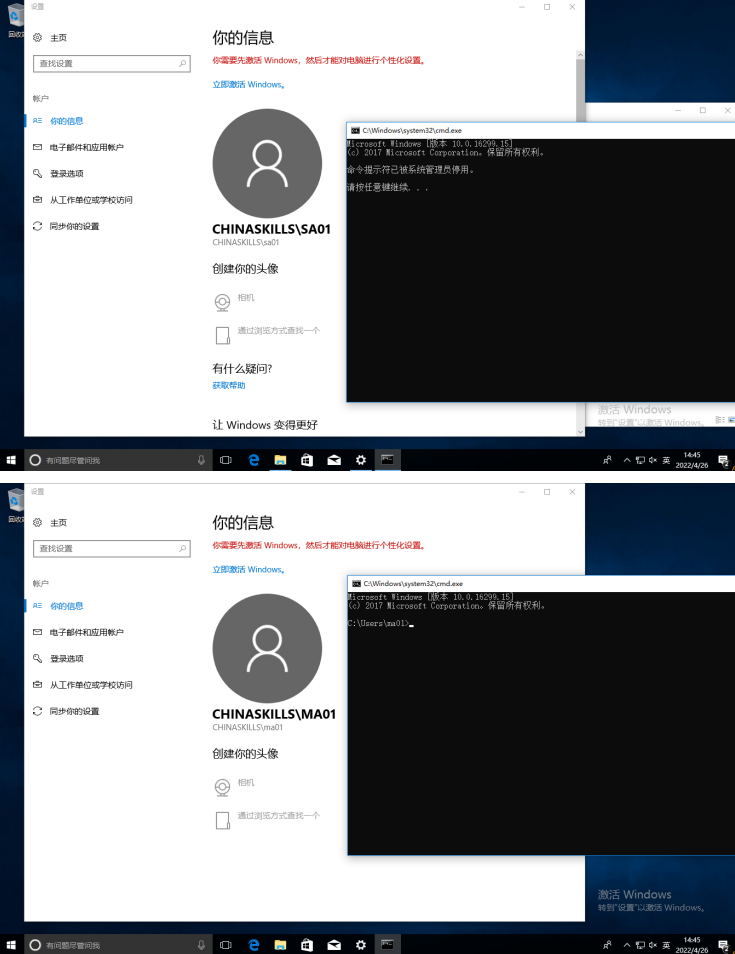 设置
回收
主页
查找设置
帐户
你的信息
电子邮件和应用帐户
登录选项
从工作单位或学校访问
同步你的设置
你的信息
你需要先激活 Windows，然后才能对电脑进行个性化设置。
立即激活 Windows。
CHINASKILLS\SA01
CHINASKILLS\sa01
创建你的头像
相机
通过浏览方式查找一个
有什么疑问?
获取帮助
让 Windows 变得更好
C:\Windows\system32\cmd.exe
Microsoft Windows [版本 10.0.16299.15]
(c) 2017 Microsoft Corporation。保留所有权利。
命令提示符已被系统管理员停用。
请按任意键继续. . .
激活 Windows
转到"设置"以激活 Windows。
有问题尽管问我
英
14:45
2022/4/26
设置
回收
主页
查找设置
帐户
你的信息
电子邮件和应用帐户
登录选项
从工作单位或学校访问
同步你的设置
你的信息
你需要先激活 Windows，然后才能对电脑进行个性化设置。
立即激活 Windows。
CHINASKILLS\MA01
CHINASKILLS\ma01
创建你的头像
相机
通过浏览方式查找一个
C:\Windows\system32\cmd.exe
Microsoft Windows [版本 10.0.16299.15]
(c) 2017 Microsoft Corporation。保留所有权利。
C:\Users\ma01>
激活 Windows
转到"设置"以激活 Windows。
有问题尽管问我
英
14:45
2022/4/26